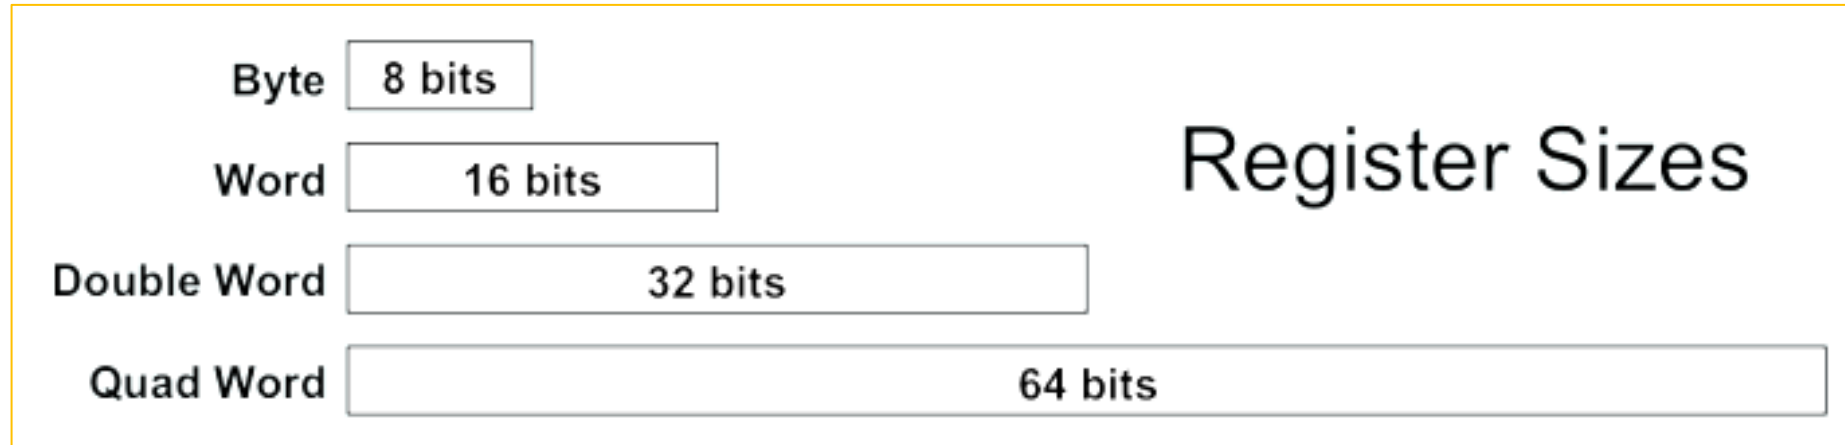 Byte 8 bits
Word 16 bits
Register Sizes
Double Word 32 bits
Quad Word 64 bits